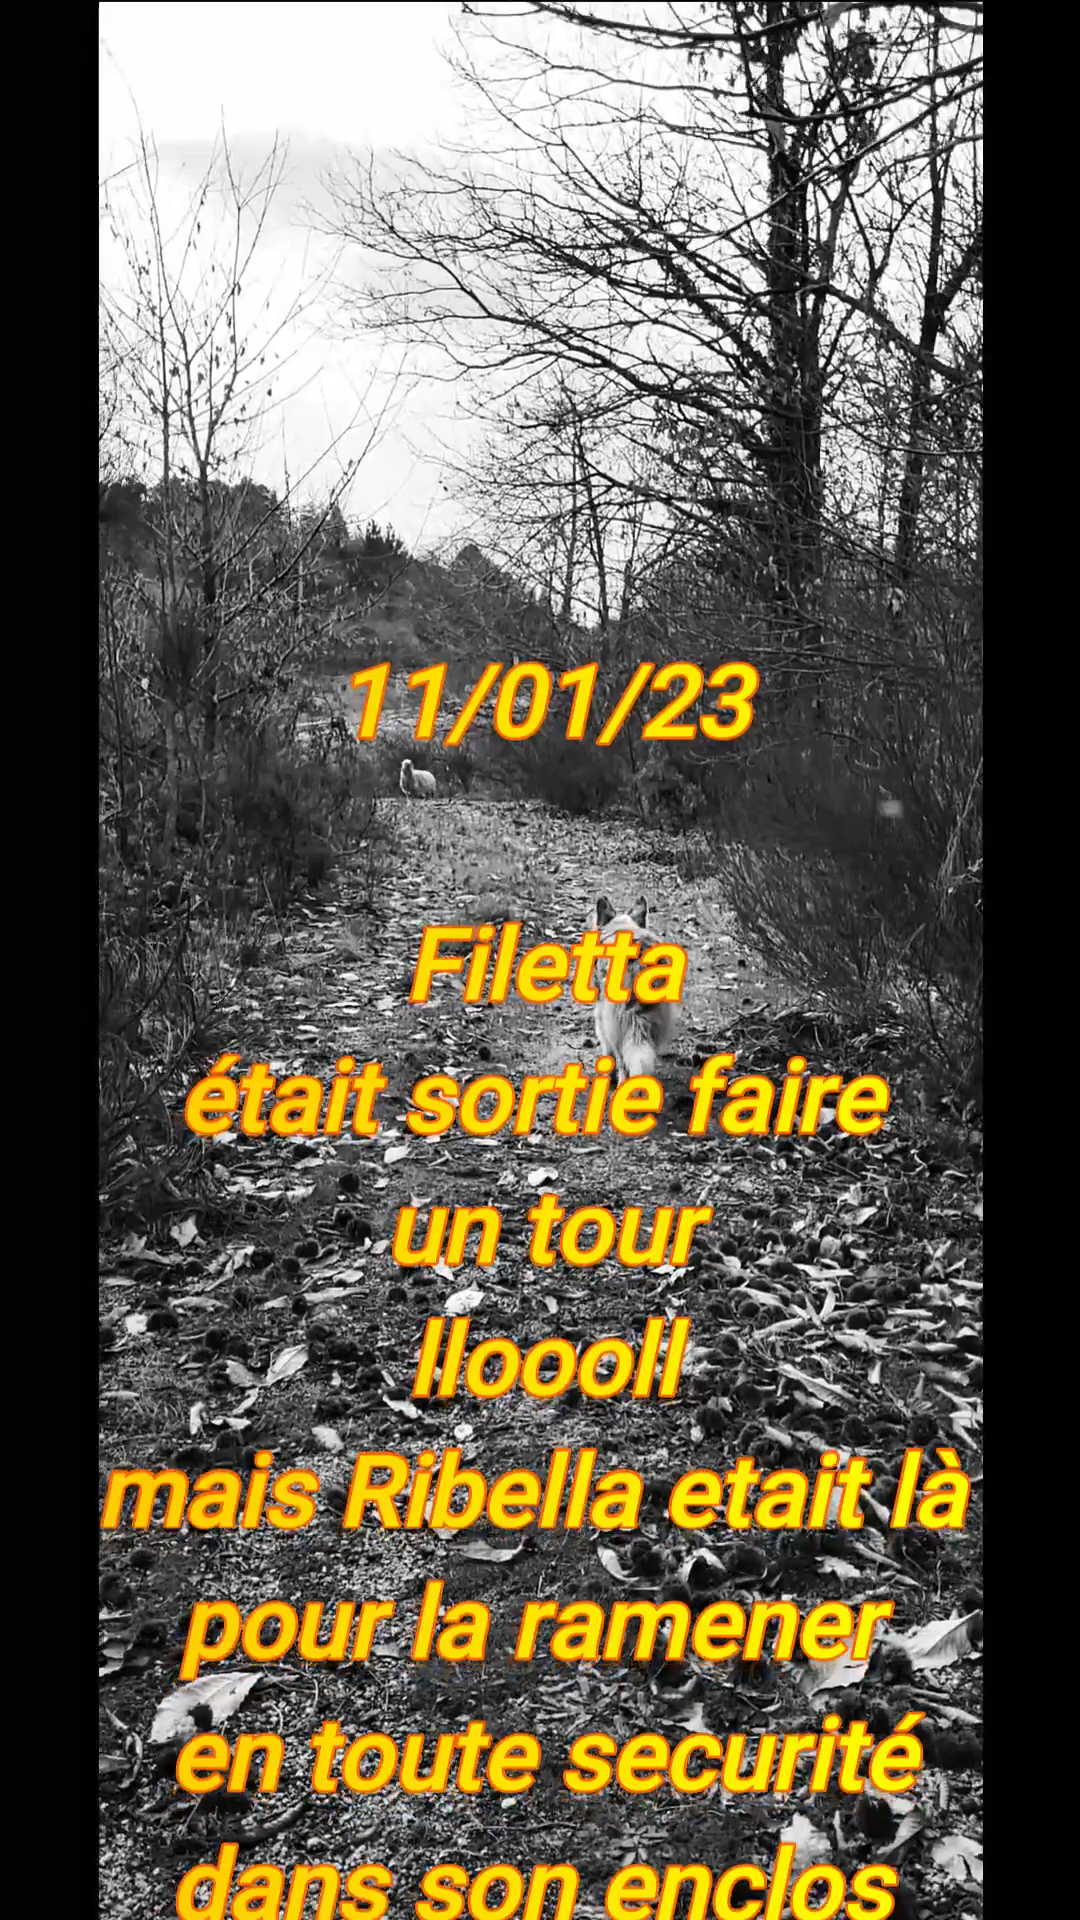 11/01/23
Filetta
était sortie faire
un tour
lloooll
mais Ribella etait là
pour la ramener
en toute securité
dans son enclos